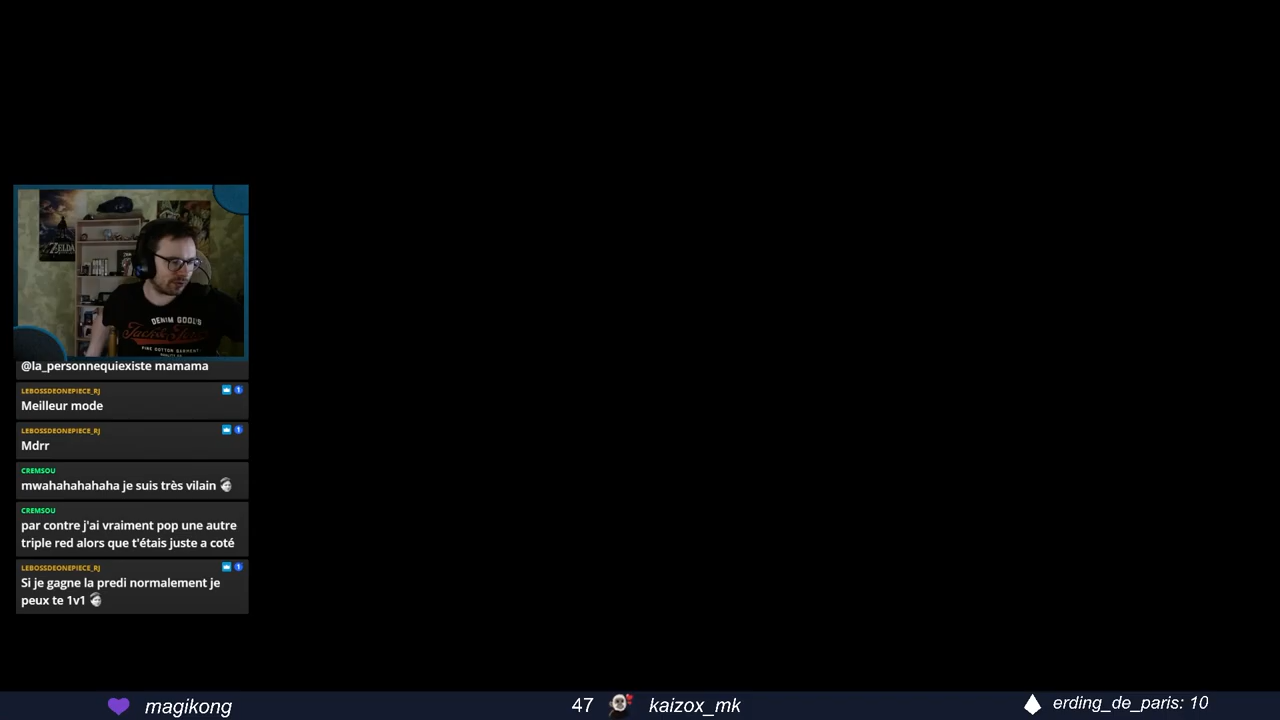 ZELDA
DENIM GOOD'S
@la_personnequiexiste mamama
LEBOSSDEONEPIECE_RJ
Meilleur mode
LEBOSSDEONEPIECE_RJ
Mdrr
CREMSOU
mwahahahahaha je suis très vilain
CREMSOU
par contre j'ai vraiment pop une autre
triple red alors que t'étais juste a coté
LEBOSSDEONEPIECE_RJ
Si je gagne la predi normalement je
peux te 1v1
magikong
47 kaizox_mk
erding_de_paris: 10